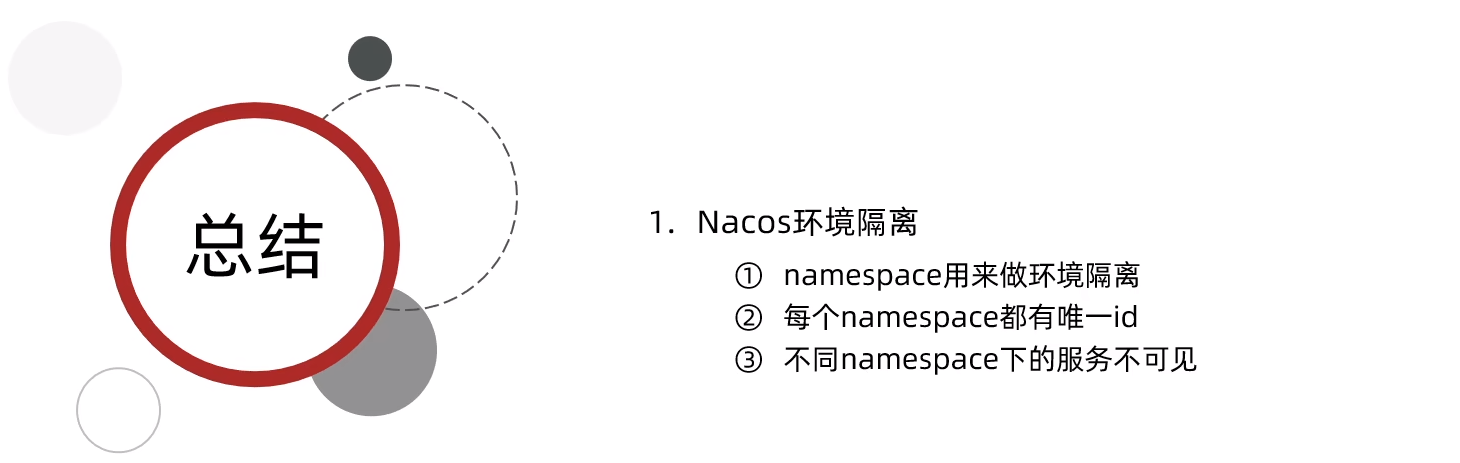 总结
1. Nacos环境隔离
① namespace用来做环境隔离
② 每个namespace都有唯一id
③ 不同namespace下的服务不可见